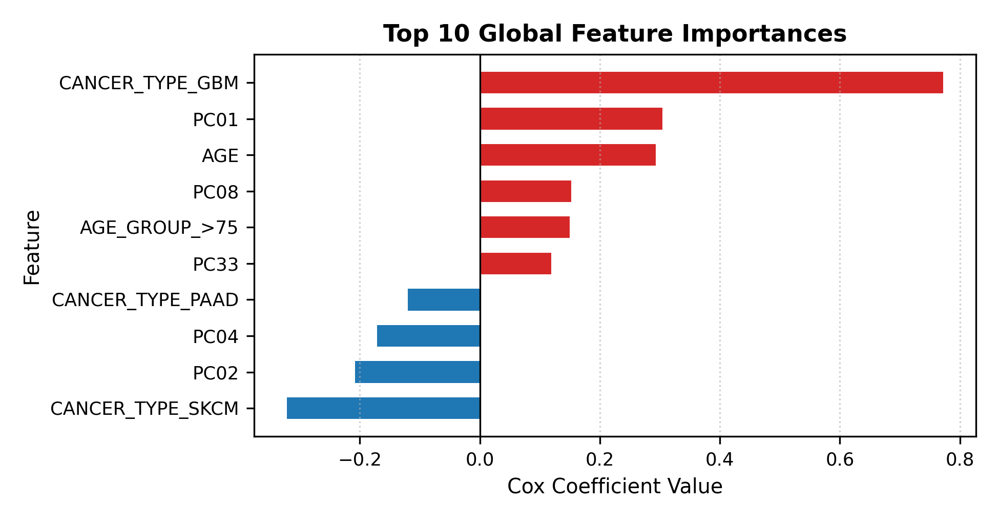 Top 10 Global Feature Importances
CANCER_TYPE_GBM
PC01
AGE
PC08
AGE_GROUP_>75
PC33
CANCER_TYPE_PAAD
PC04
PC02
CANCER_TYPE_SKCM
Feature
−0.2 0.0 0.2 0.4 0.6 0.8
Cox Coefficient Value